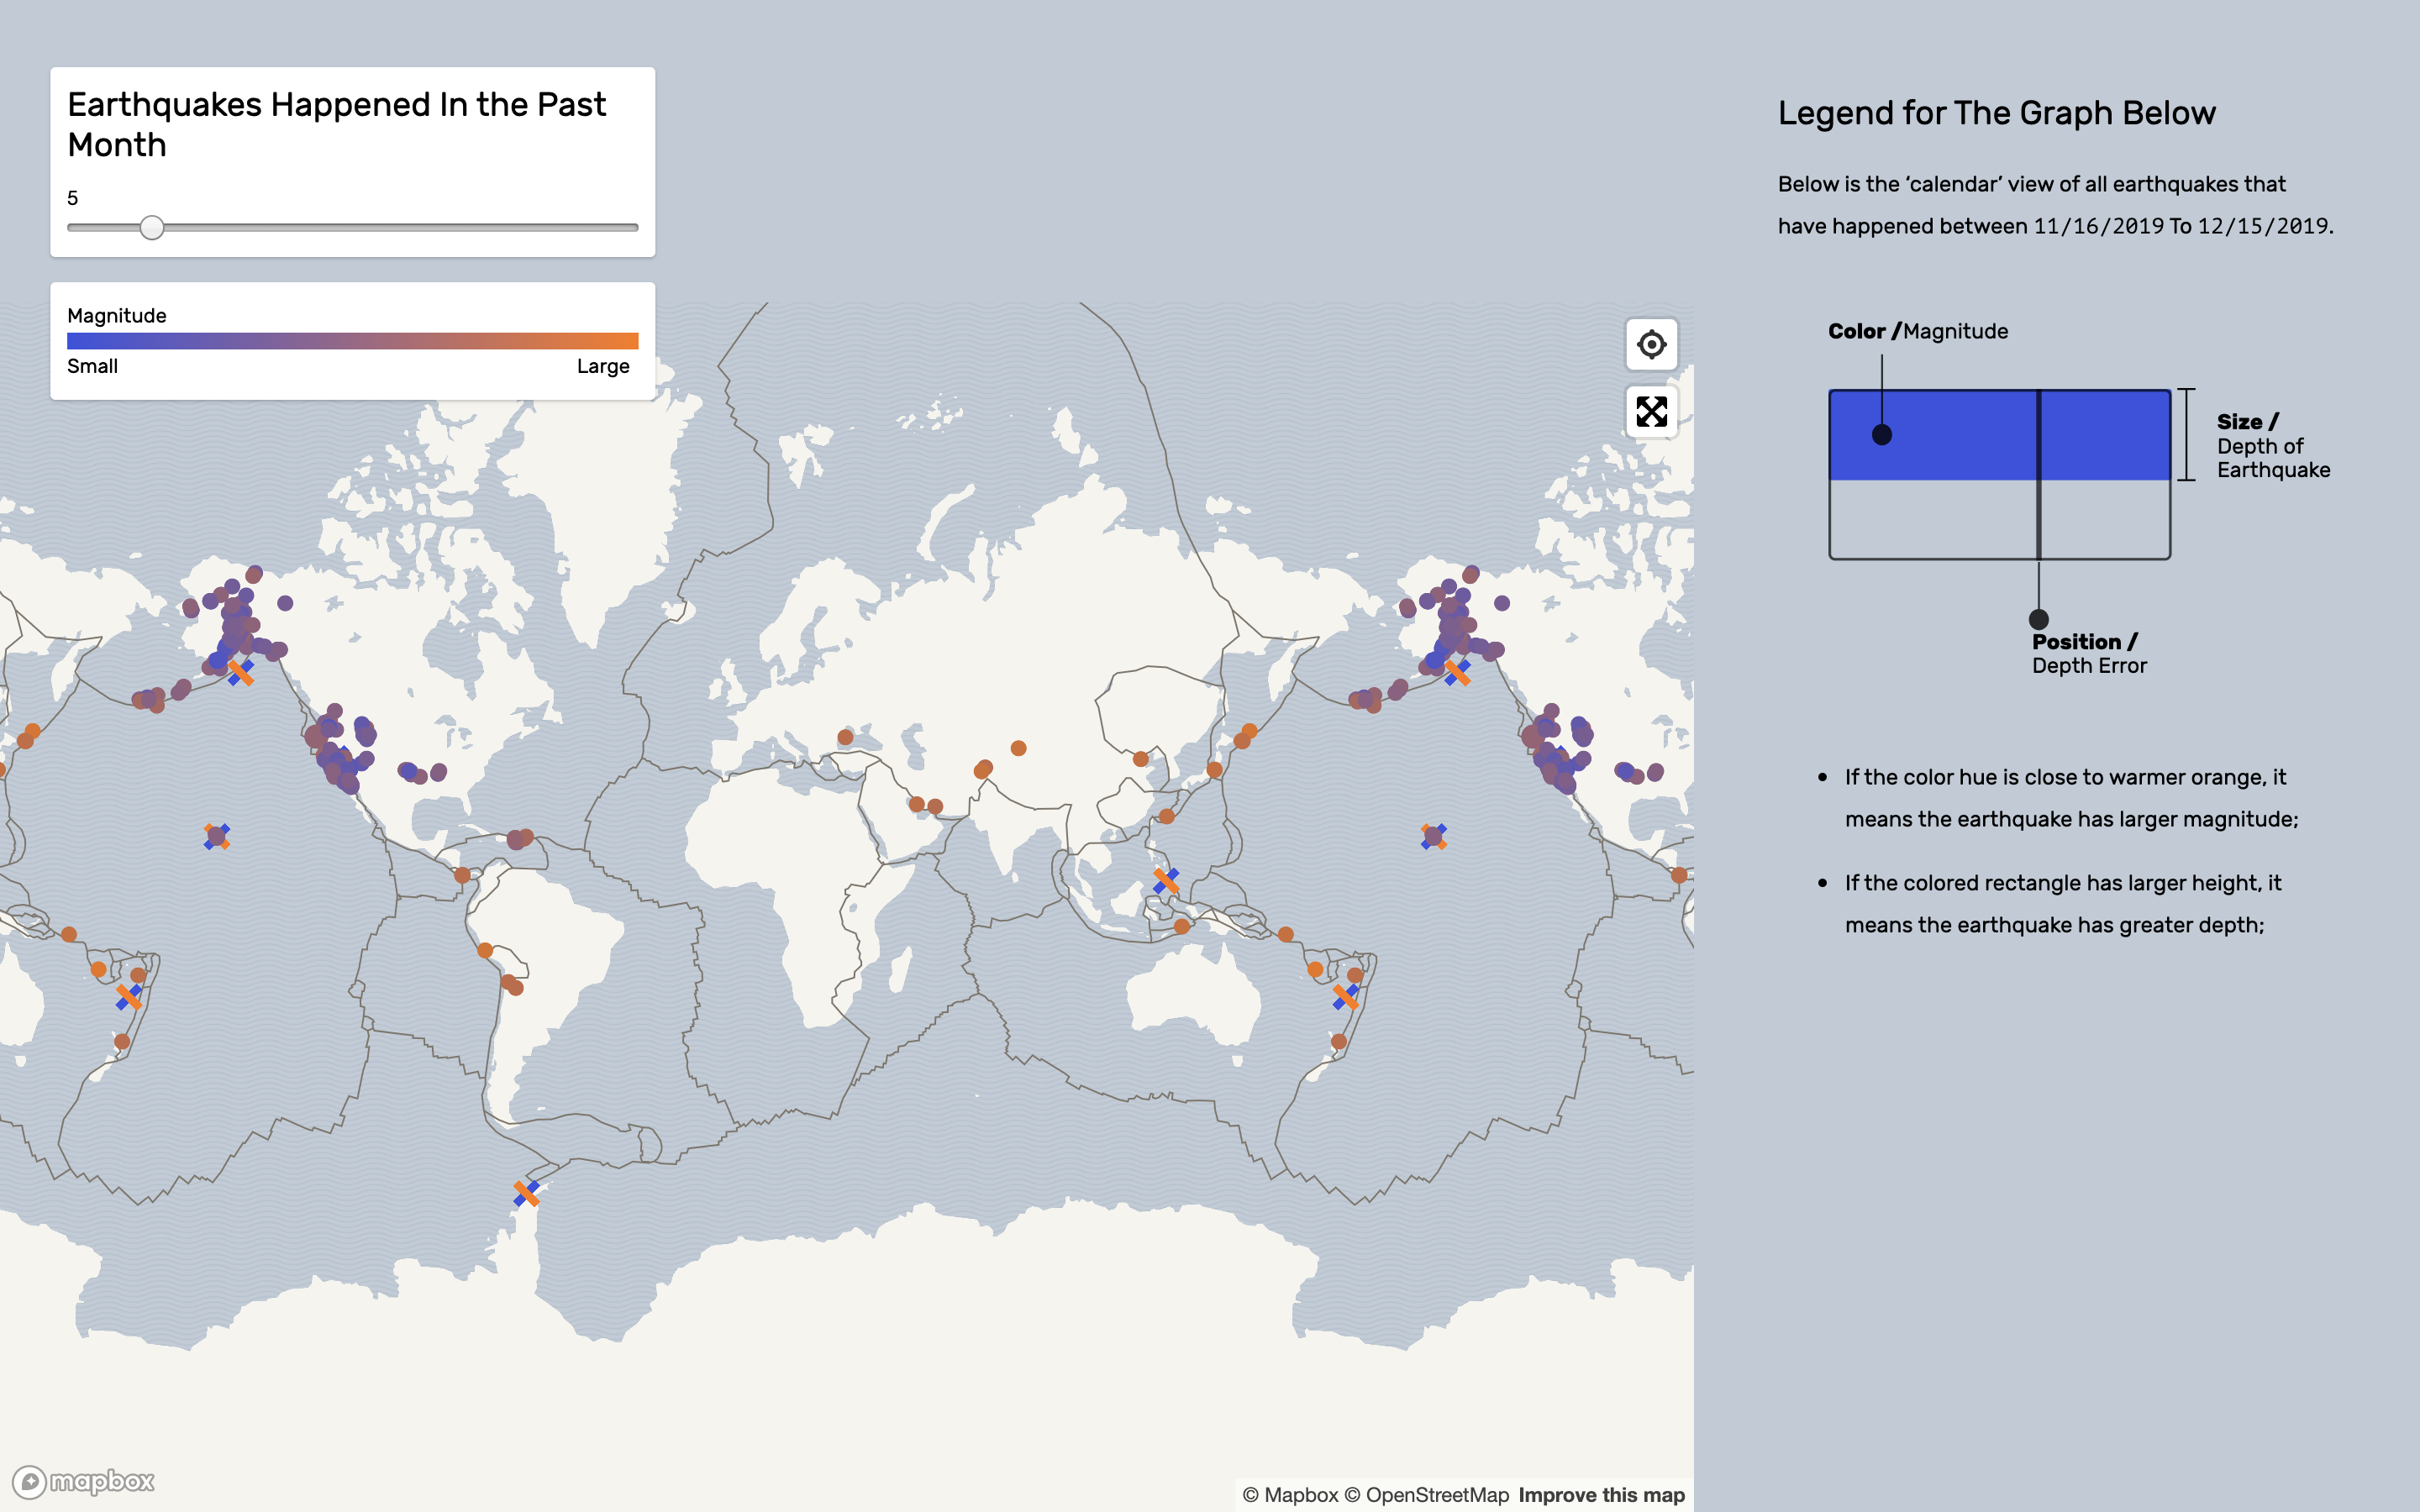 Earthquakes Happened In the Past
Month
5
Magnitude
Small
Large
mapbox
© Mapbox © OpenStreetMap Improve this map
Legend for The Graph Below
Below is the ‘calendar’ view of all earthquakes that
have happened between 11/16/2019 To 12/15/2019.
Color /Magnitude
Size /
Depth of
Earthquake
Position /
Depth Error
• If the color hue is close to warmer orange, it
means the earthquake has larger magnitude;
• If the colored rectangle has larger height, it
means the earthquake has greater depth;